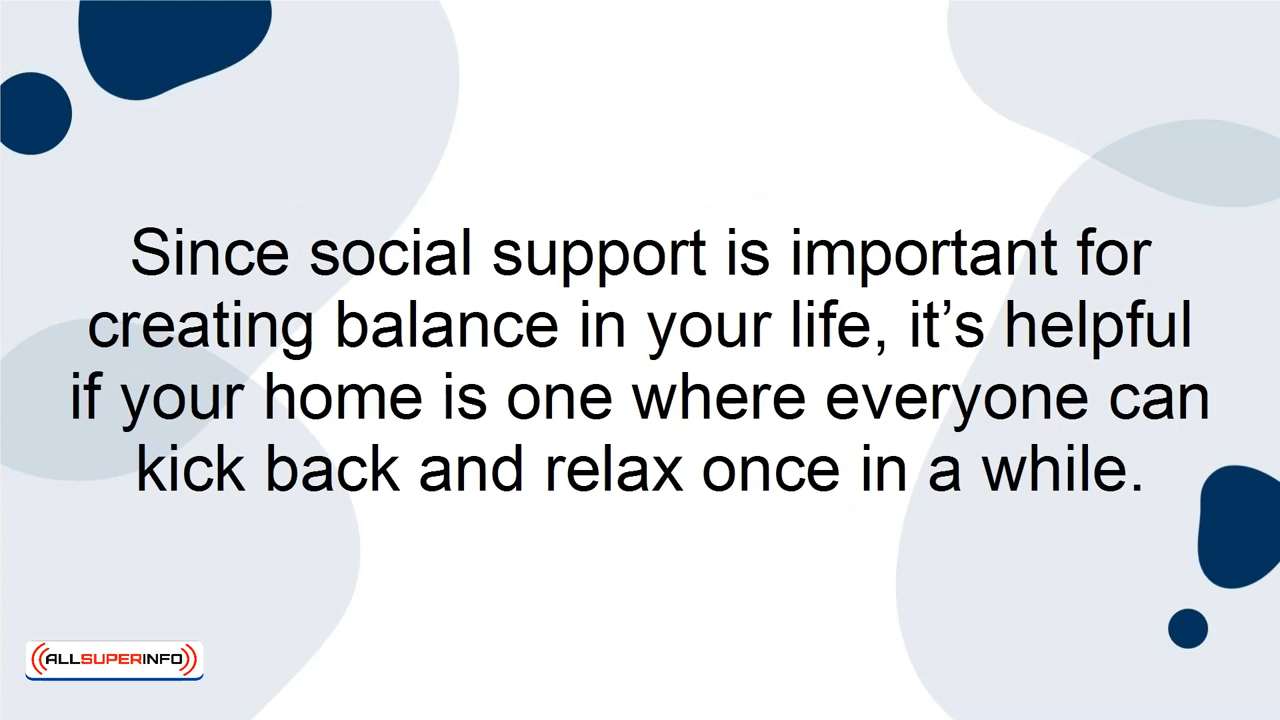 Since social support is important for
creating balance in your life, it’s helpful
if your home is one where everyone can
kick back and relax once in a while.
ALLSUPERINFO